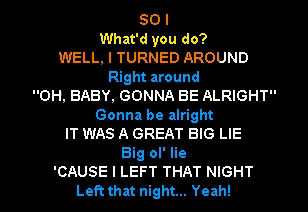 SO I
What'd you do?
WELL, I TURNED AROUND
Right around
"OH, BABY, GONNA BE ALRIGHT"
Gonna be alright
IT WAS A GREAT BIG LIE
Big ol' lie
'CAUSE I LEFT THAT NIGHT
Left that night... Yeah!